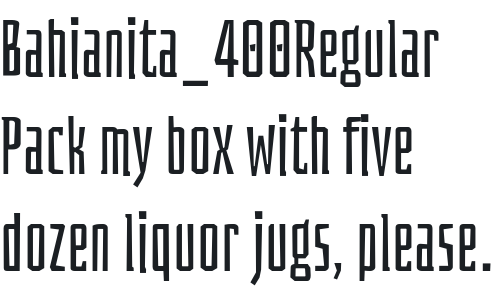 Bahianita_400Regular
Pack my box with five
dozen liquor jugs, please.